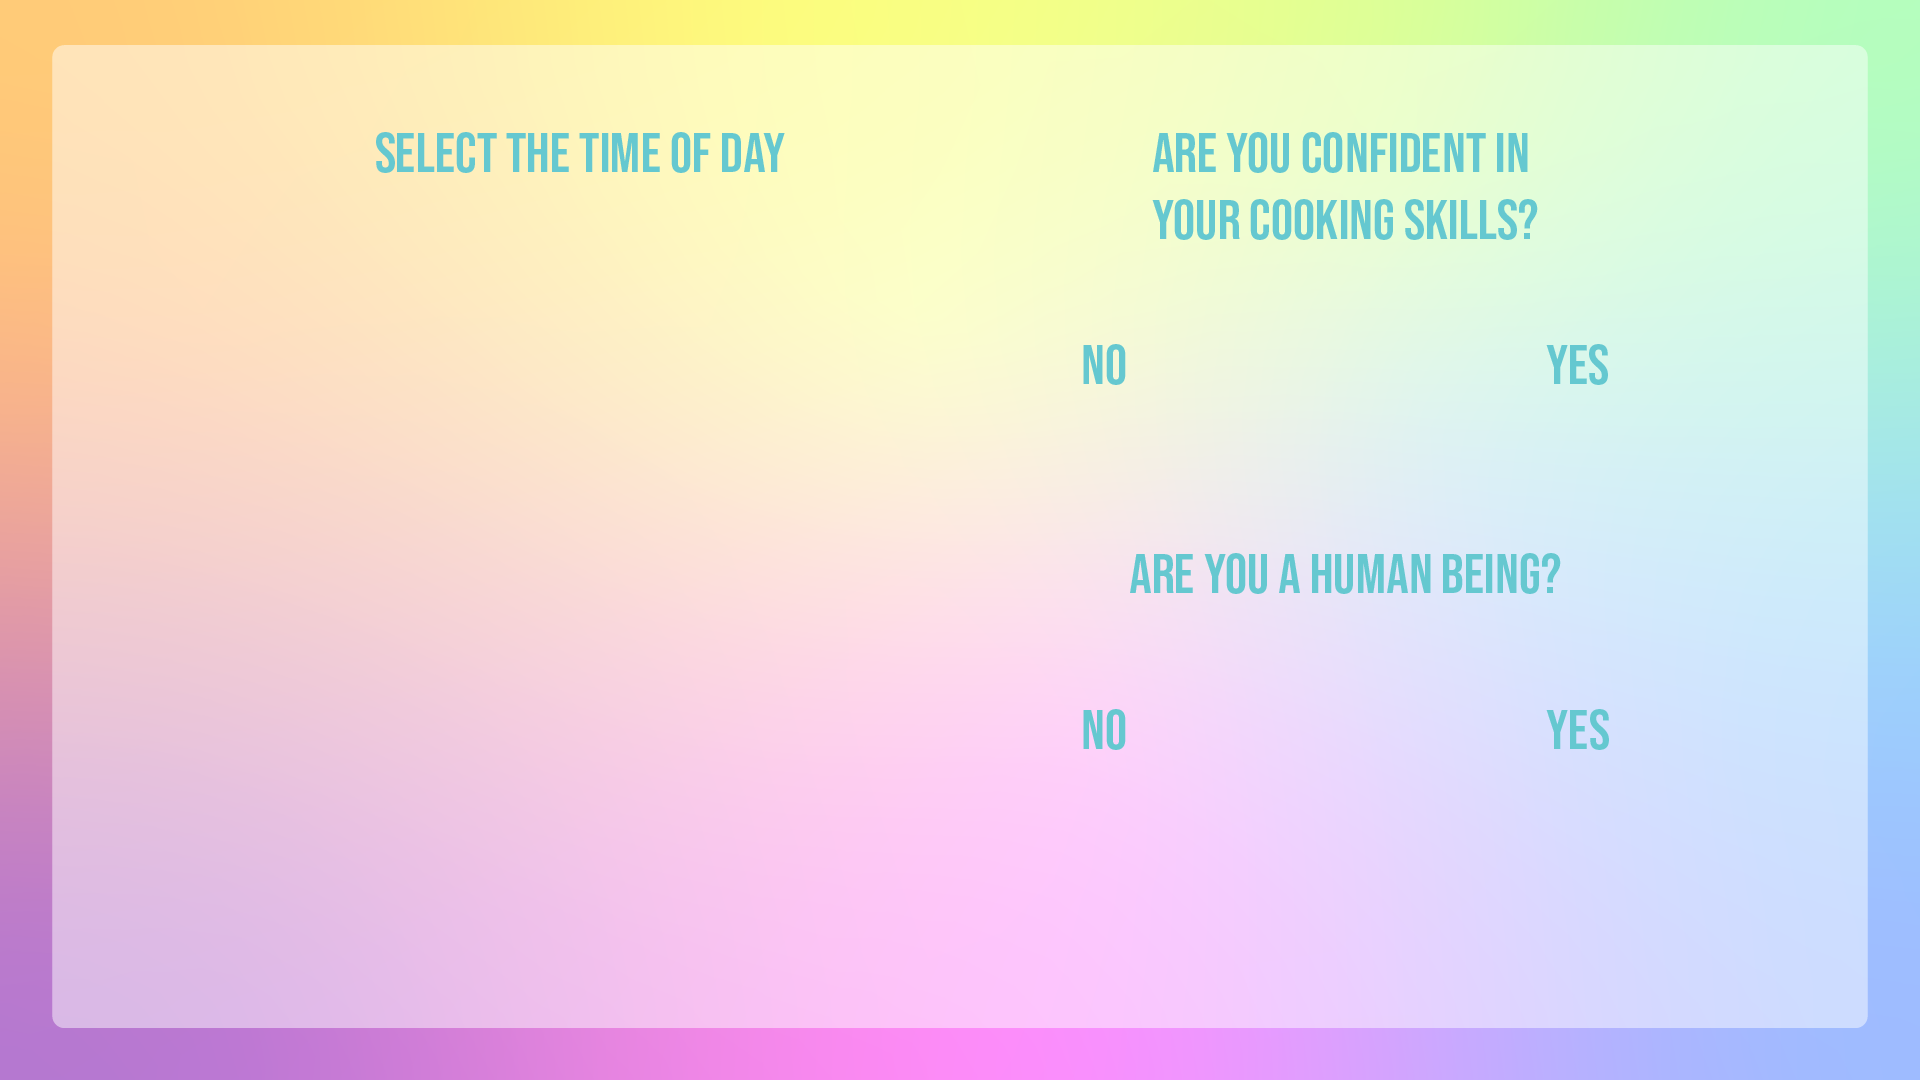 SELECT THE TIME OF DAY
ARE YOU CONFIDENT IN
YOUR COOKING SKILLS?
NO
YES
ARE YOU A HUMAN BEING?
NO
YES